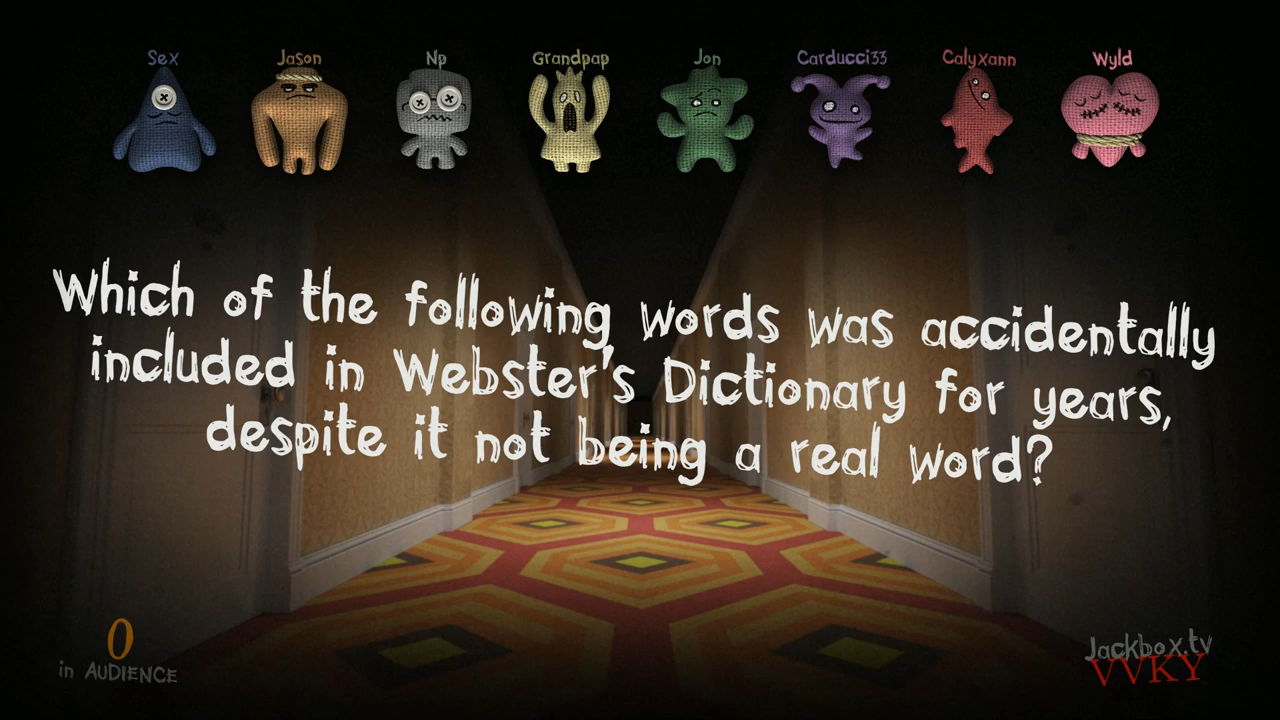 Sex Jason Np Grandpap Jon Carducci33 Calyxann Wyld
Which of the following words was accidentally
included in Webster's Dictionary for years,
despite it not being a real word?
0
in AUDIENCE
Jackbox.tv
VVKY